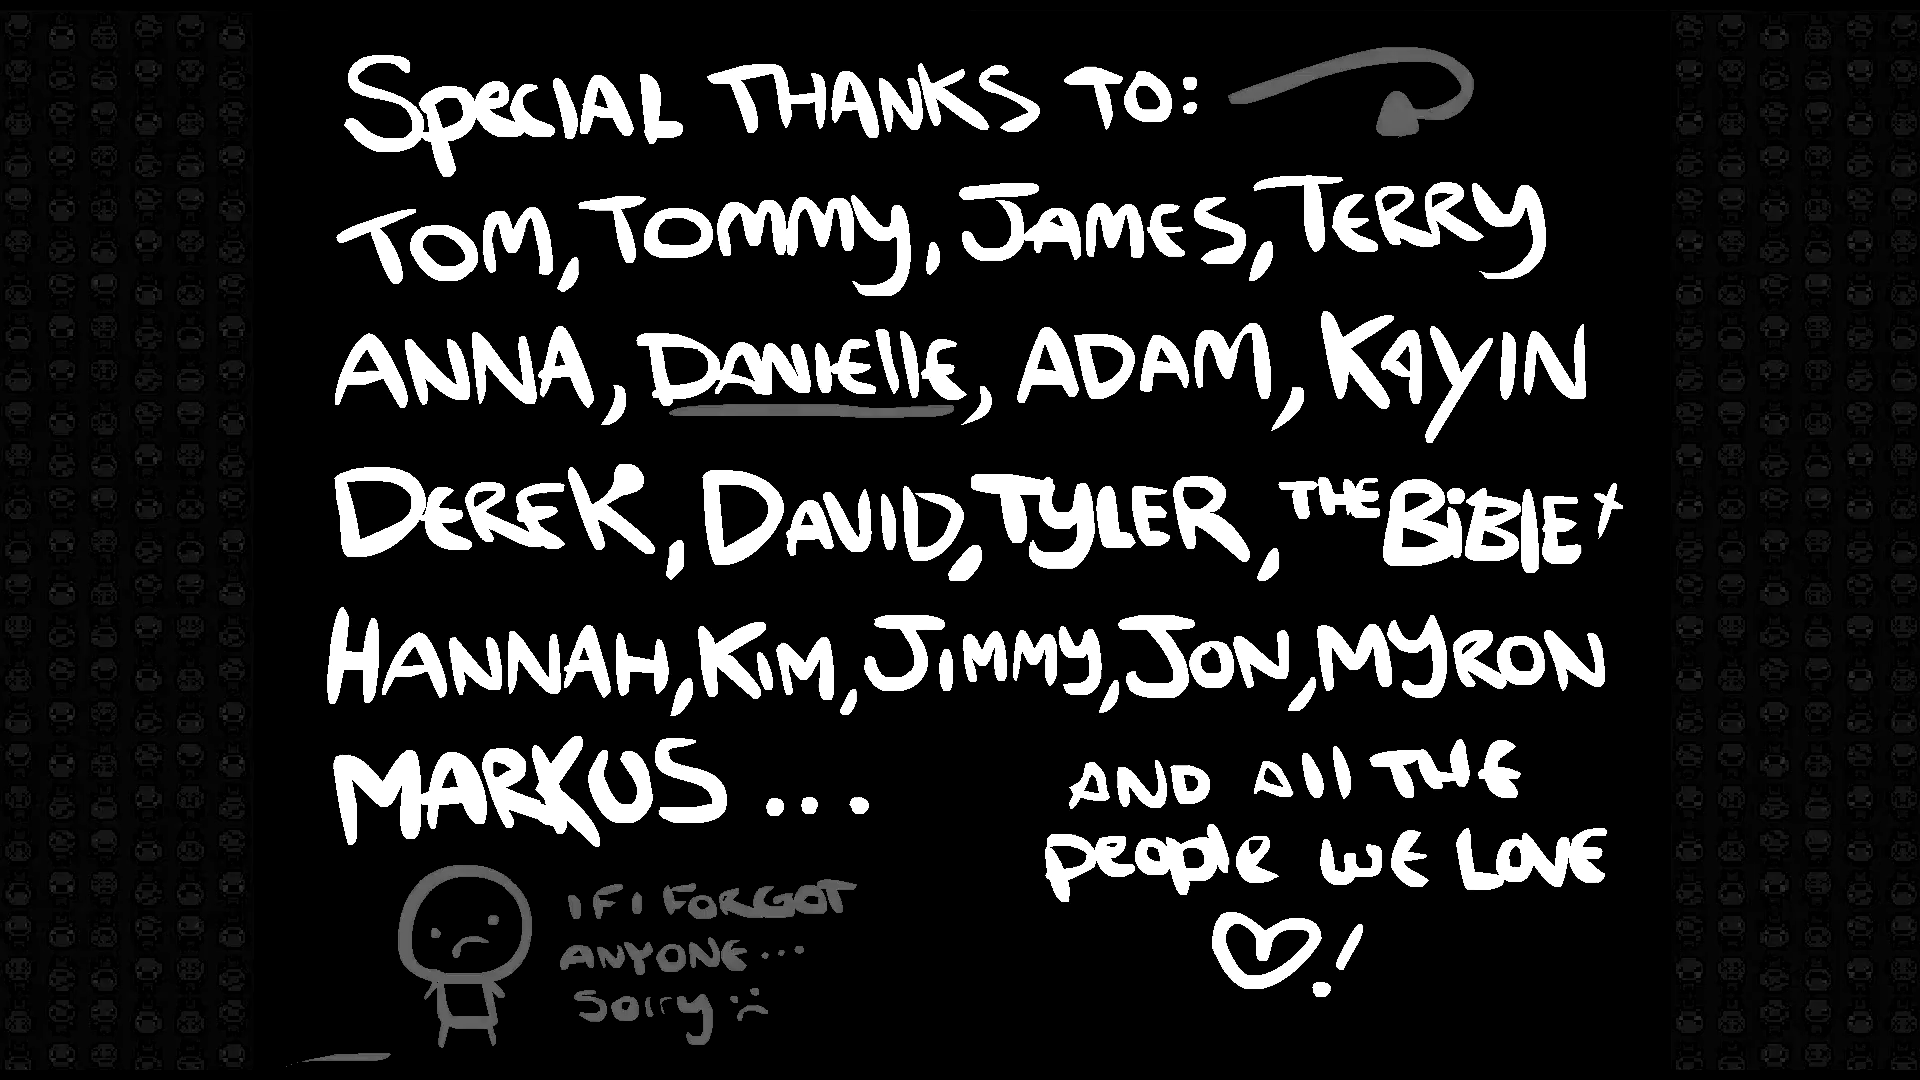 SPECIAL THANKS TO:
TOM, TOMMY, JAMES, TERRY
ANNA, DANIELLE, ADAM, KAYIN
DEREK, DAVID, TYLER, THE BIBLE
HANNAH, KIM, JIMMY, JON, MYRON
MARKUS ...
AND All THE
PEOPLE WE LOVE
♡!
IF I FORGOT
ANYONE...
SORRY :(